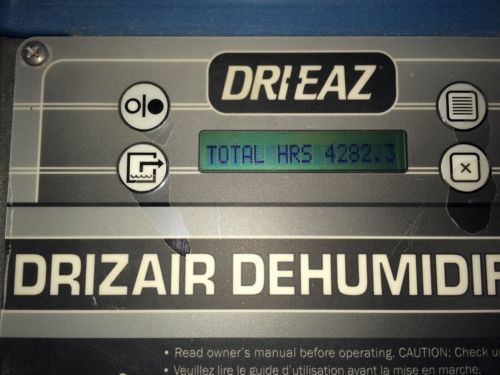 DRI-EAZ
TOTAL HRS 4282.3
DRIZAIR DEHUMIDIF
• Read owner's manual before operating. CAUTION: Check u
• Veuillez lire le guide d'utilisation avant la mise en marche.